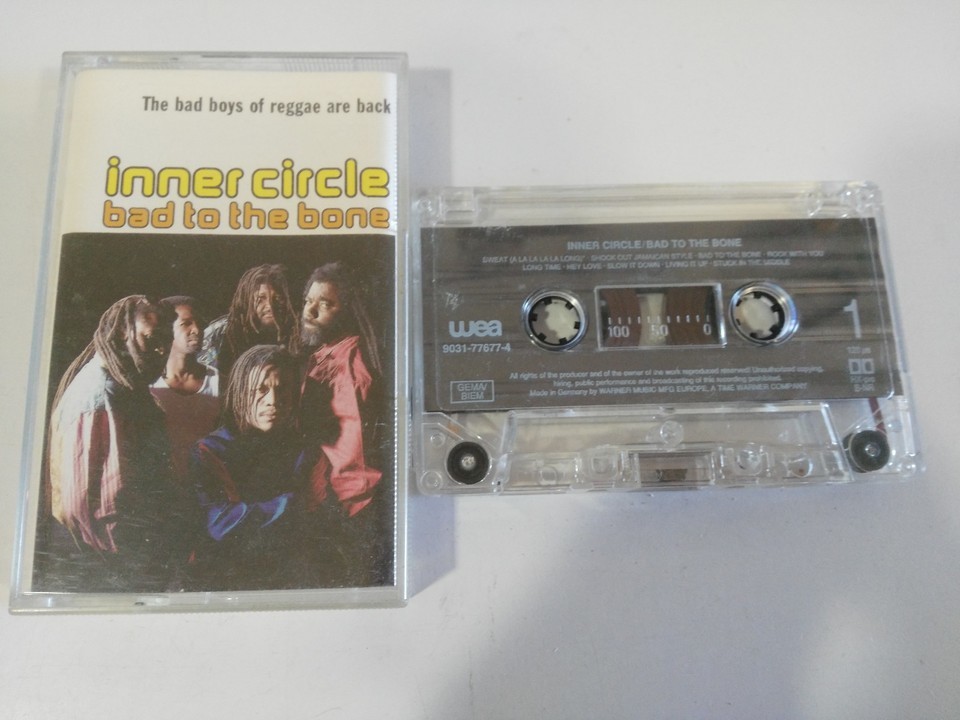 The bad boys of reggae are back
inner circle
bad to the bone
INNER CIRCLE/BAD TO THE BONE
SWEAT (A LA LA LA LA LONG) · SHOCK OUT JAMAICAN STYLE · BAD TO THE BONE · ROCK WITH YOU
LONG TIME · HEY LOVE · SLOW IT DOWN · LIVING IT UP · STUCK IN THE MIDDLE
wea
9031-77677-4
100 50 0
1
GEMA/
BIEM
All rights of the producer and of the owner of the work reproduced reserved! Unauthorised copying,
hiring, public performance and broadcasting of this recording prohibited.
Made in Germany by WARNER MUSIC MFG EUROPE, A TIME WARNER COMPANY